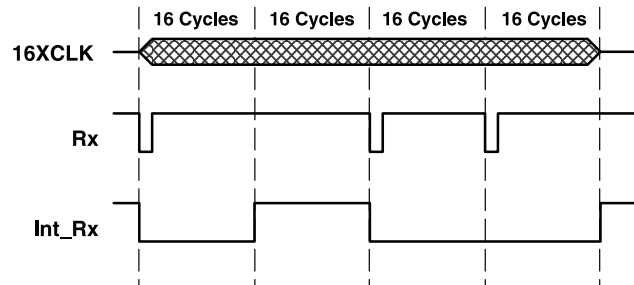 16 Cycles 16 Cycles 16 Cycles 16 Cycles
16XCLK
Rx
Int_Rx